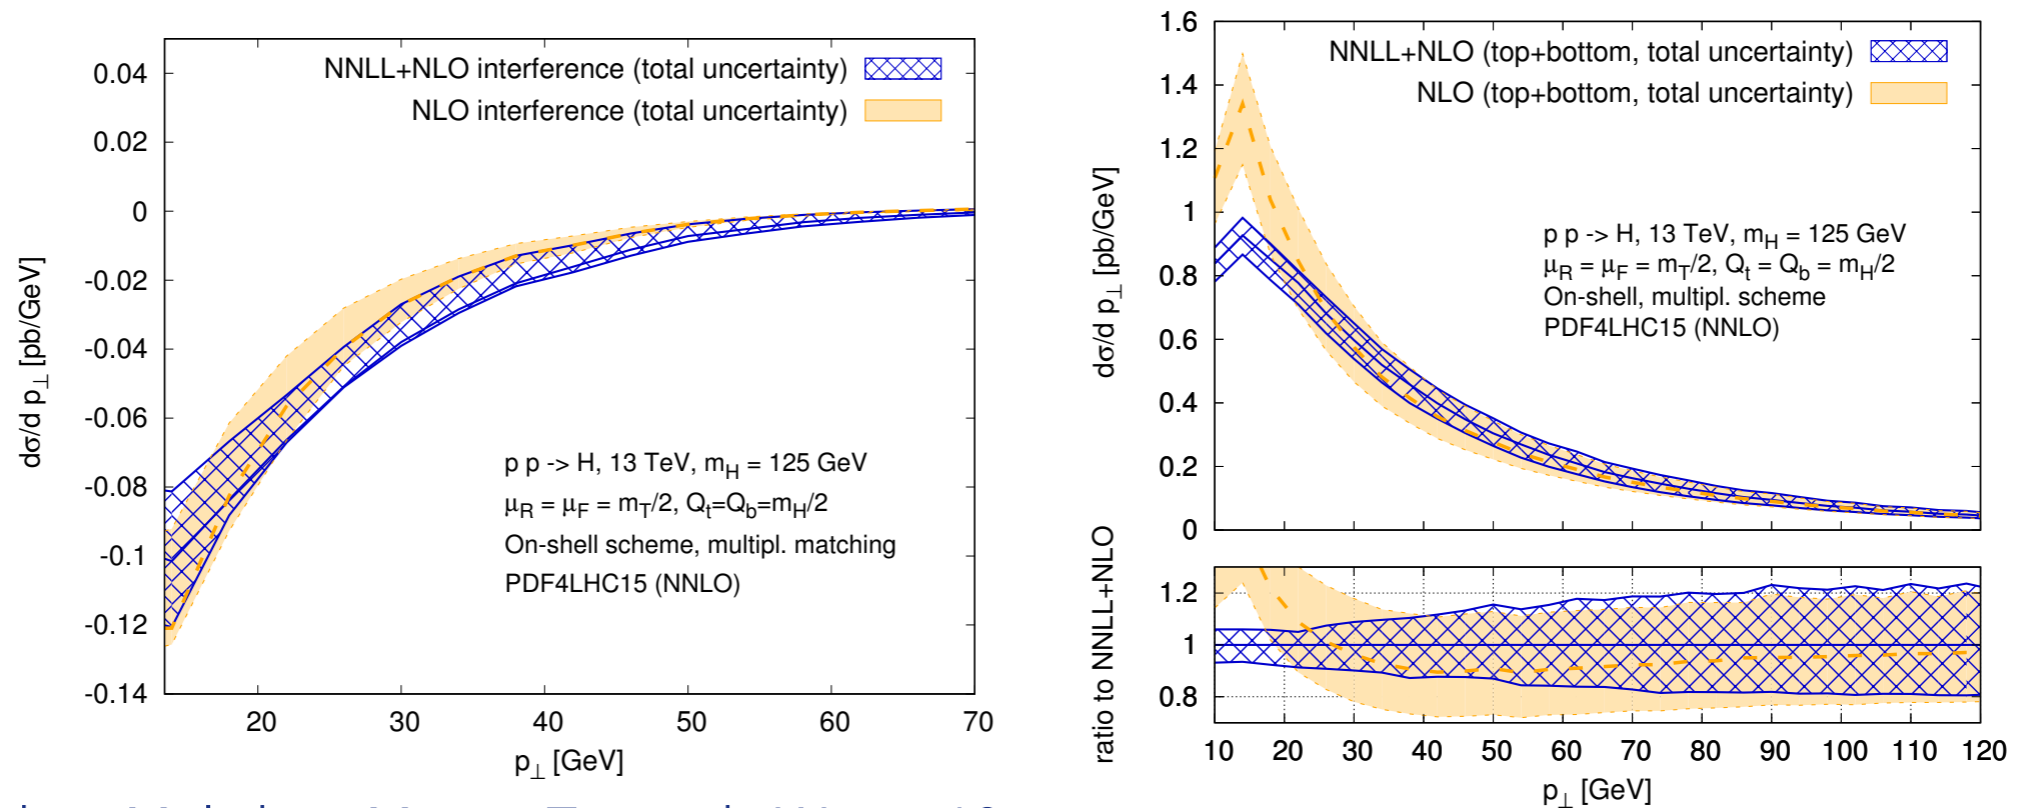 NNLL+NLO interference (total uncertainty)
NLO interference (total uncertainty)
0.04
0.02
0
-0.02
-0.04
-0.06
-0.08
-0.1
-0.12
-0.14
dσ/d p⊥ [pb/GeV]
p p -> H, 13 TeV, mH = 125 GeV
μR = μF = mT/2, Qt=Qb=mH/2
On-shell scheme, multipl. matching
PDF4LHC15 (NNLO)
20 30 40 50 60 70
p⊥ [GeV]
NNLL+NLO (top+bottom, total uncertainty)
NLO (top+bottom, total uncertainty)
1.6
1.4
1.2
1
0.8
0.6
0.4
0.2
0
dσ/d p⊥ [pb/GeV]
p p -> H, 13 TeV, mH = 125 GeV
μR = μF = mT/2, Qt = Qb = mH/2
On-shell, multipl. scheme
PDF4LHC15 (NNLO)
ratio to NNLL+NLO
1.2
1
0.8
10 20 30 40 50 60 70 80 90 100 110 120
p⊥ [GeV]